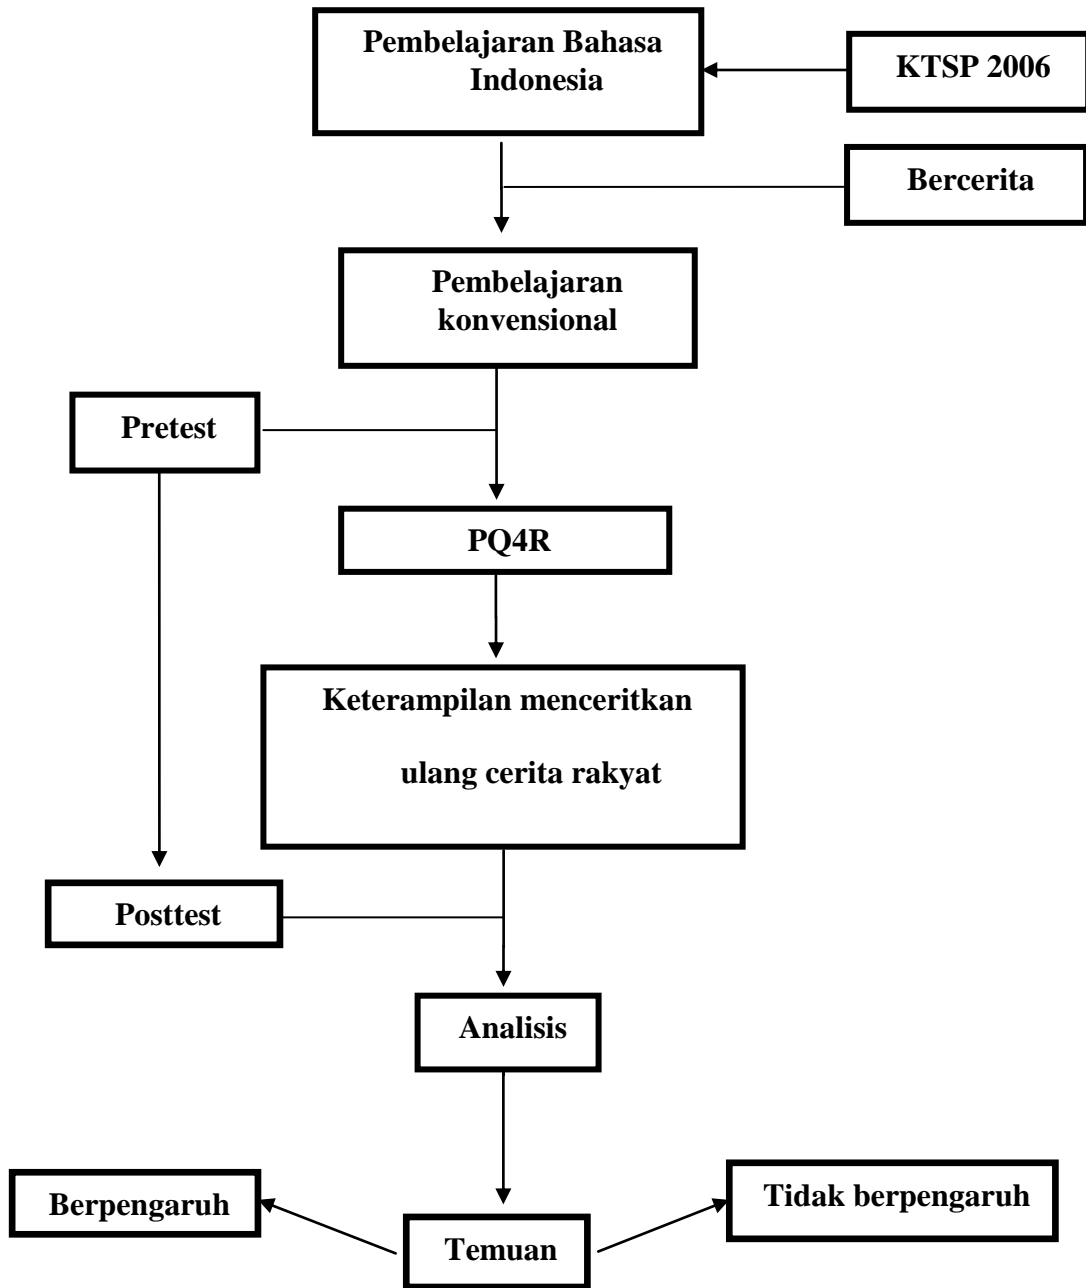 Pembelajaran Bahasa
Indonesia
KTSP 2006
Bercerita
Pembelajaran
konvensional
Pretest
PQ4R
Keterampilan menceritkan
ulang cerita rakyat
Posttest
Analisis
Berpengaruh
Tidak berpengaruh
Temuan